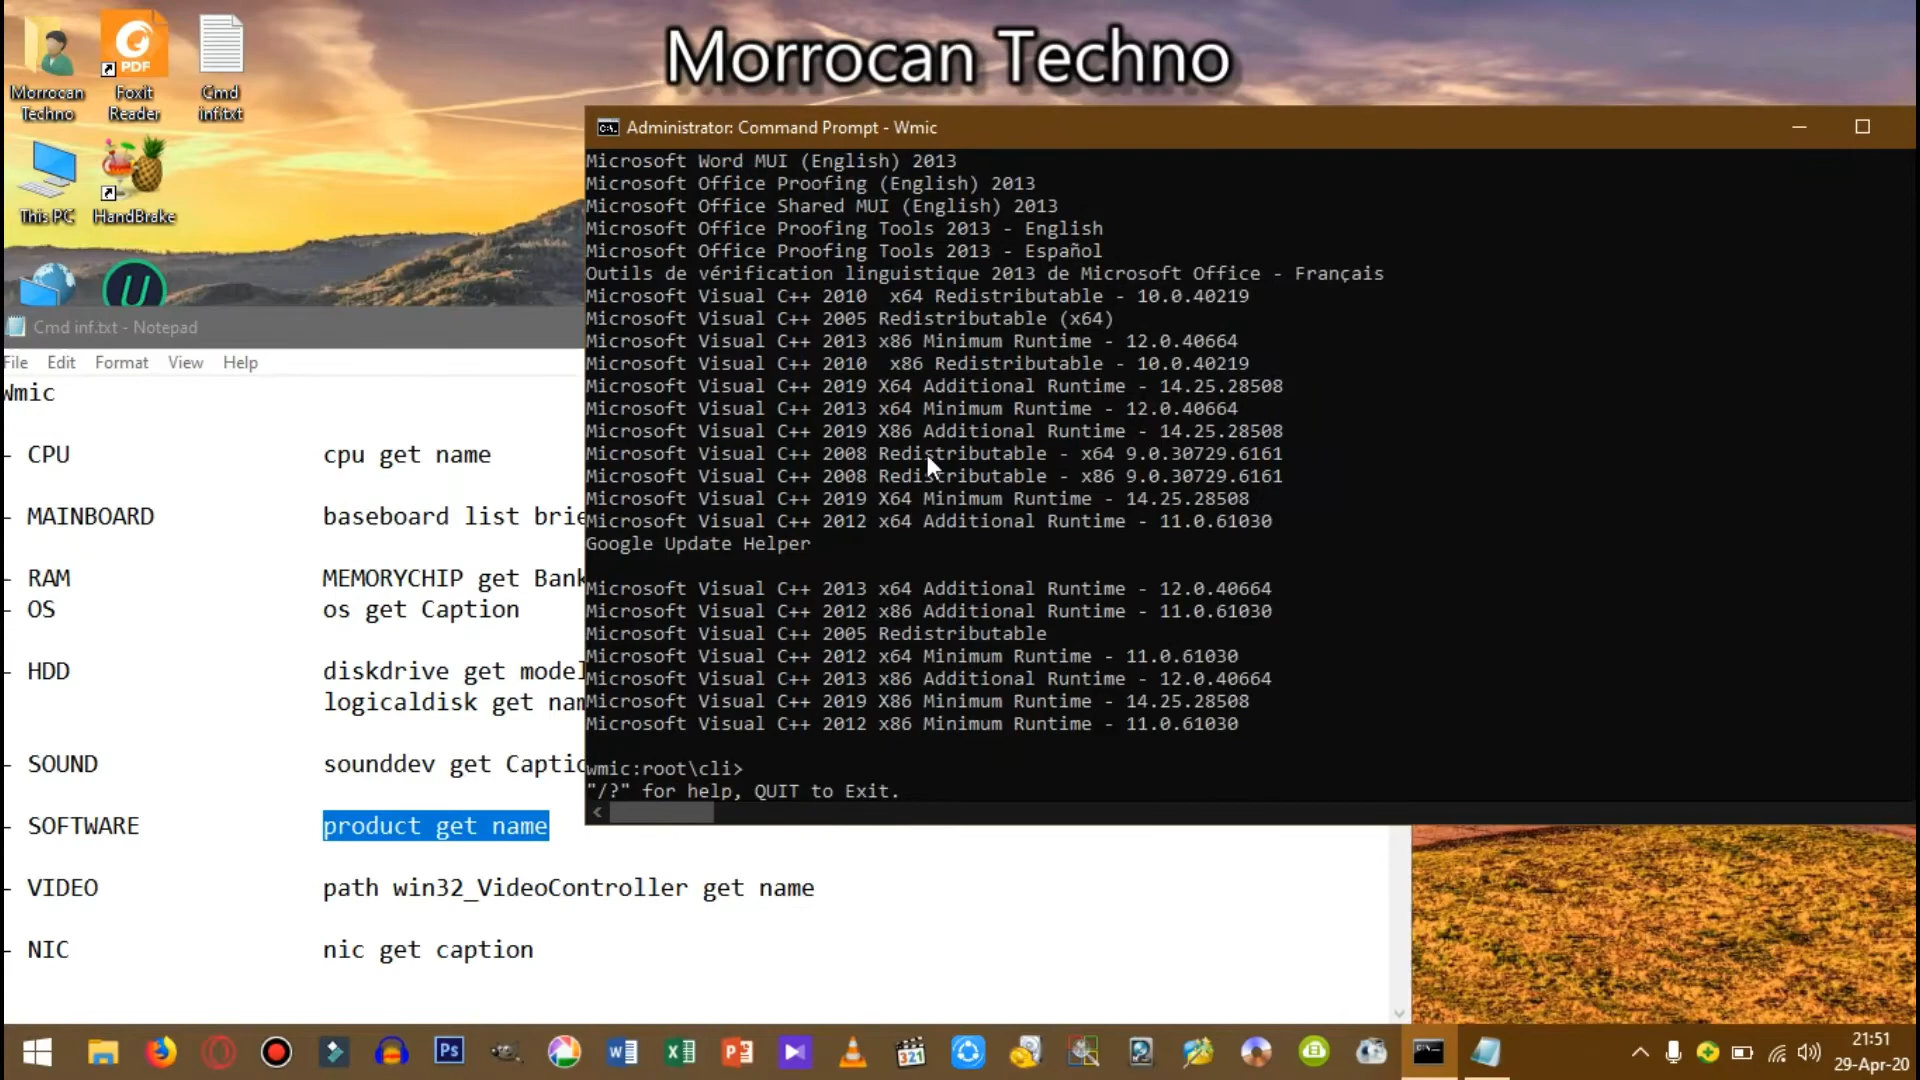 Morrocan Techno
Morrocan
Techno
Foxit
Reader
Cmd
inf.txt
PDF
This PC
HandBrake
Administrator: Command Prompt - Wmic
Microsoft Word MUI (English) 2013
Microsoft Office Proofing (English) 2013
Microsoft Office Shared MUI (English) 2013
Microsoft Office Proofing Tools 2013 - English
Microsoft Office Proofing Tools 2013 - Español
Outils de vérification linguistique 2013 de Microsoft Office - Français
Microsoft Visual C++ 2010  x64 Redistributable - 10.0.40219
Microsoft Visual C++ 2005 Redistributable (x64)
Microsoft Visual C++ 2013 x86 Minimum Runtime - 12.0.40664
Microsoft Visual C++ 2010  x86 Redistributable - 10.0.40219
Microsoft Visual C++ 2019 X64 Additional Runtime - 14.25.28508
Microsoft Visual C++ 2013 x64 Minimum Runtime - 12.0.40664
Microsoft Visual C++ 2019 X86 Additional Runtime - 14.25.28508
Microsoft Visual C++ 2008 Redistributable - x64 9.0.30729.6161
Microsoft Visual C++ 2008 Redistributable - x86 9.0.30729.6161
Microsoft Visual C++ 2019 X64 Minimum Runtime - 14.25.28508
Microsoft Visual C++ 2012 x64 Additional Runtime - 11.0.61030
Google Update Helper
Microsoft Visual C++ 2013 x64 Additional Runtime - 12.0.40664
Microsoft Visual C++ 2012 x86 Additional Runtime - 11.0.61030
Microsoft Visual C++ 2005 Redistributable
Microsoft Visual C++ 2012 x64 Minimum Runtime - 11.0.61030
Microsoft Visual C++ 2013 x86 Additional Runtime - 12.0.40664
Microsoft Visual C++ 2019 X86 Minimum Runtime - 14.25.28508
Microsoft Visual C++ 2012 x86 Minimum Runtime - 11.0.61030
wmic:root\cli>
"/?" for help, QUIT to Exit.
Cmd inf.txt - Notepad
File Edit Format View Help
Wmic
- CPU cpu get name
- MAINBOARD baseboard list brie
- RAM MEMORYCHIP get Bank
- OS os get Caption
- HDD diskdrive get model
logicaldisk get nam
- SOUND sounddev get Captio
- SOFTWARE product get name
- VIDEO path win32_VideoController get name
- NIC nic get caption
Ps
321
21:51
29-Apr-20